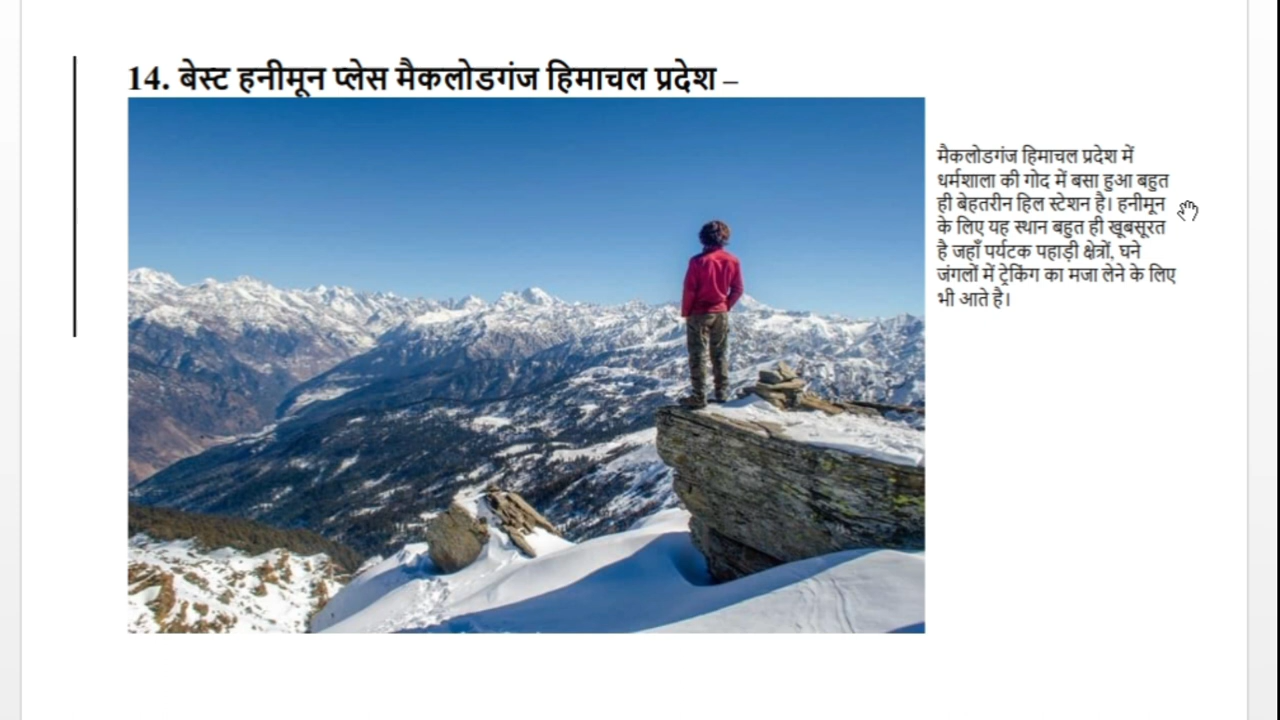 14. बेस्ट हनीमून प्लेस मैकलोडगंज हिमाचल प्रदेश –
मैकलोडगंज हिमाचल प्रदेश में
धर्मशाला की गोद में बसा हुआ बहुत
ही बेहतरीन हिल स्टेशन है। हनीमून
के लिए यह स्थान बहुत ही खूबसूरत
है जहाँ पर्यटक पहाड़ी क्षेत्रों, घने
जंगलों में ट्रेकिंग का मजा लेने के लिए
भी आते है।